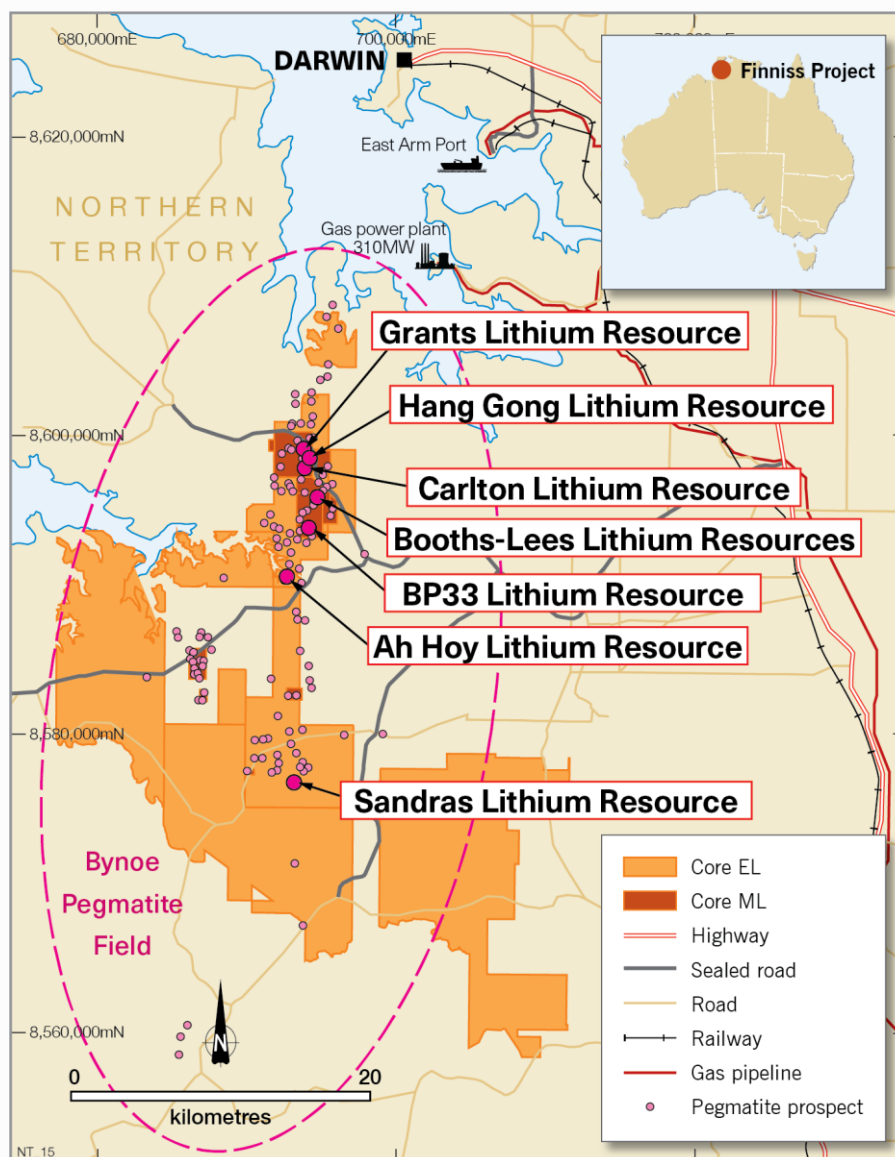 680,000mE
700,000mE
DARWIN
Finniss Project
8,620,000mN
East Arm Port
NORTHERN
TERRITORY
Gas power plant
310MW
Grants Lithium Resource
Hang Gong Lithium Resource
8,600,000mN
Carlton Lithium Resource
Booths-Lees Lithium Resources
BP33 Lithium Resource
Ah Hoy Lithium Resource
8,580,000mN
Sandras Lithium Resource
Bynoe
Pegmatite
Field
Core EL
Core ML
Highway
Sealed road
Road
Railway
Gas pipeline
Pegmatite prospect
8,560,000mN
N
0 20
kilometres
NT_15